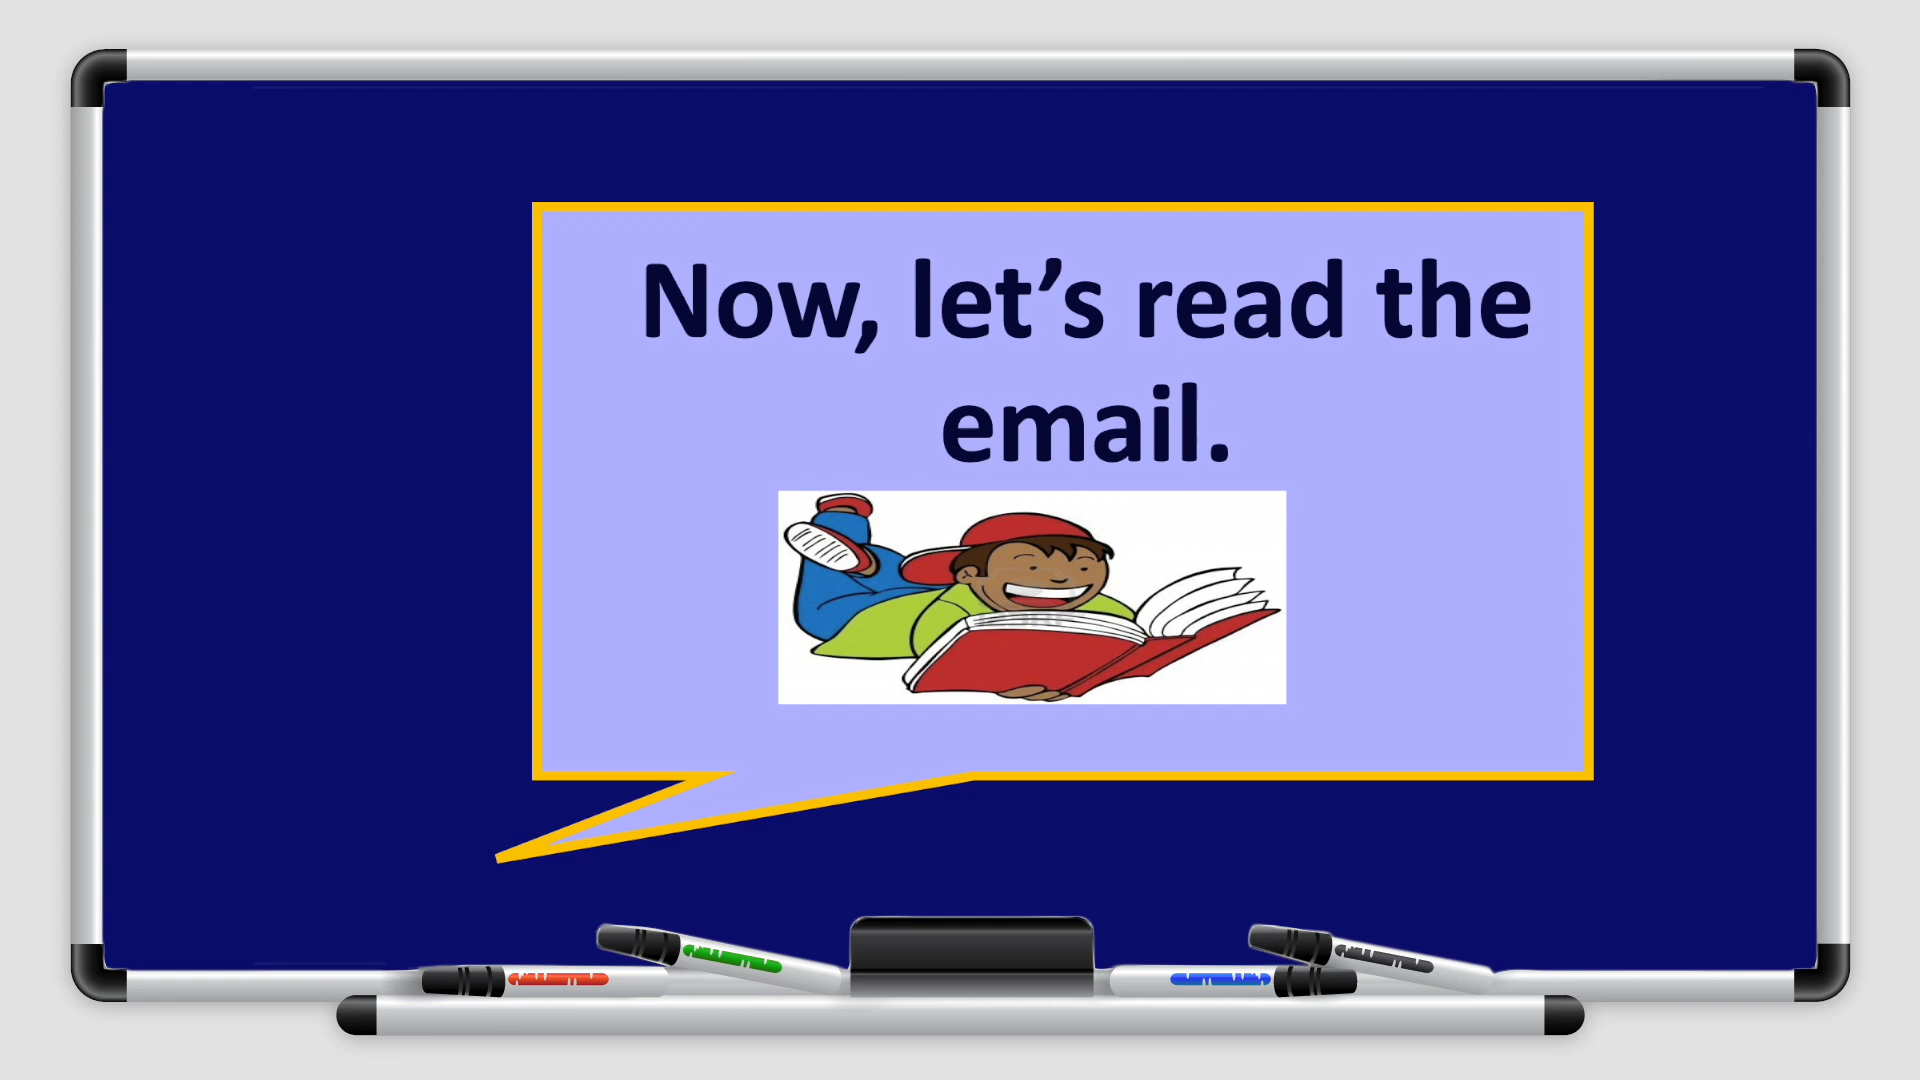 Now, let’s read the
email.